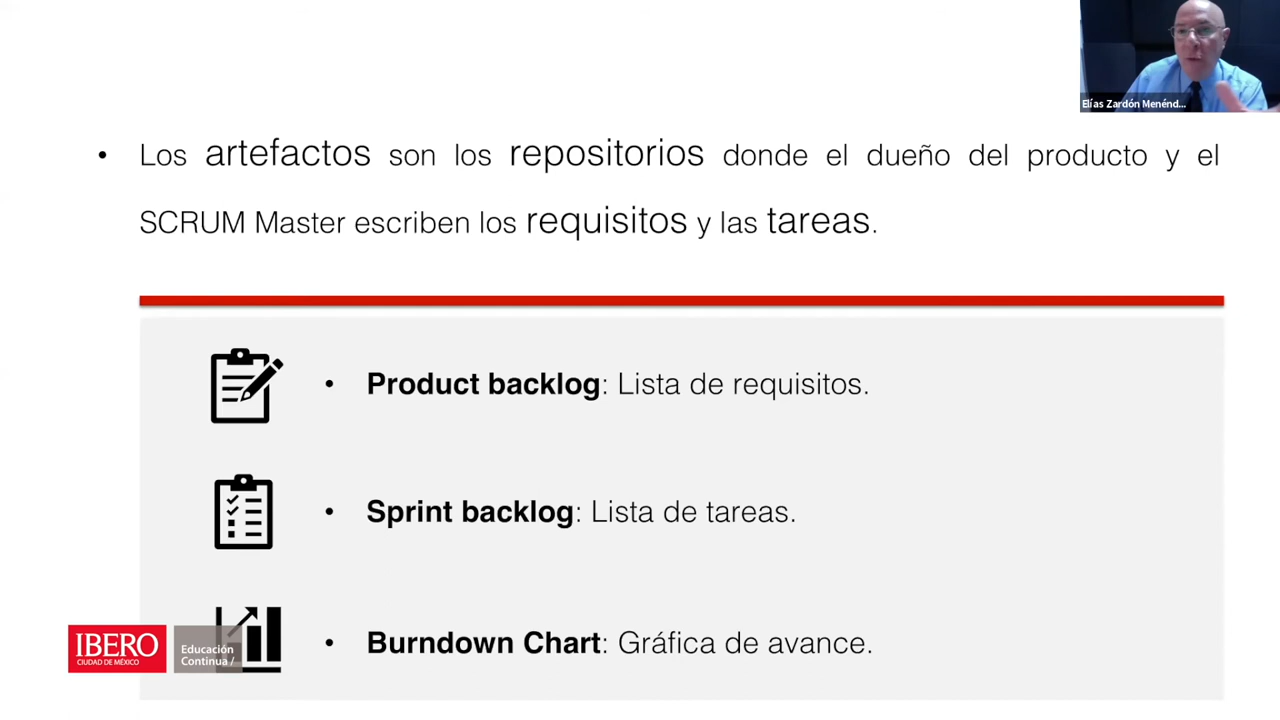 Elías Zardón Menénd...
• Los artefactos son los repositorios donde el dueño del producto y el
SCRUM Master escriben los requisitos y las tareas.
• Product backlog: Lista de requisitos.
• Sprint backlog: Lista de tareas.
• Burndown Chart: Gráfica de avance.
IBERO
CIUDAD DE MÉXICO
Educación
Continua /